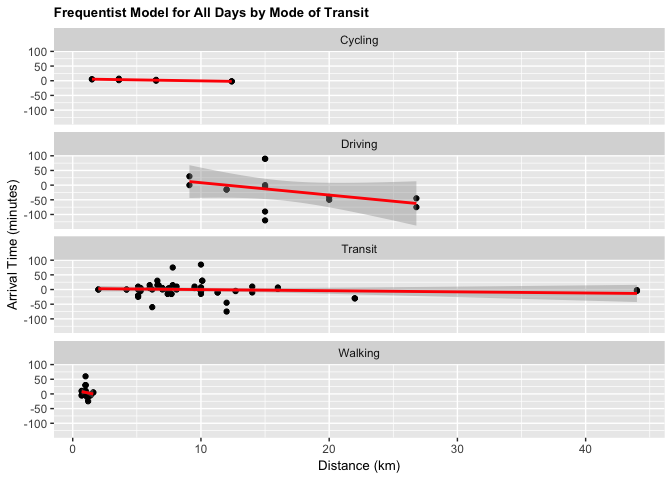 Frequentist Model for All Days by Mode of Transit
Cycling
100
50
0
-50
-100
Driving
100
50
0
-50
-100
Transit
100
50
0
-50
-100
Walking
100
50
0
-50
-100
0 10 20 30 40
Distance (km)
Arrival Time (minutes)